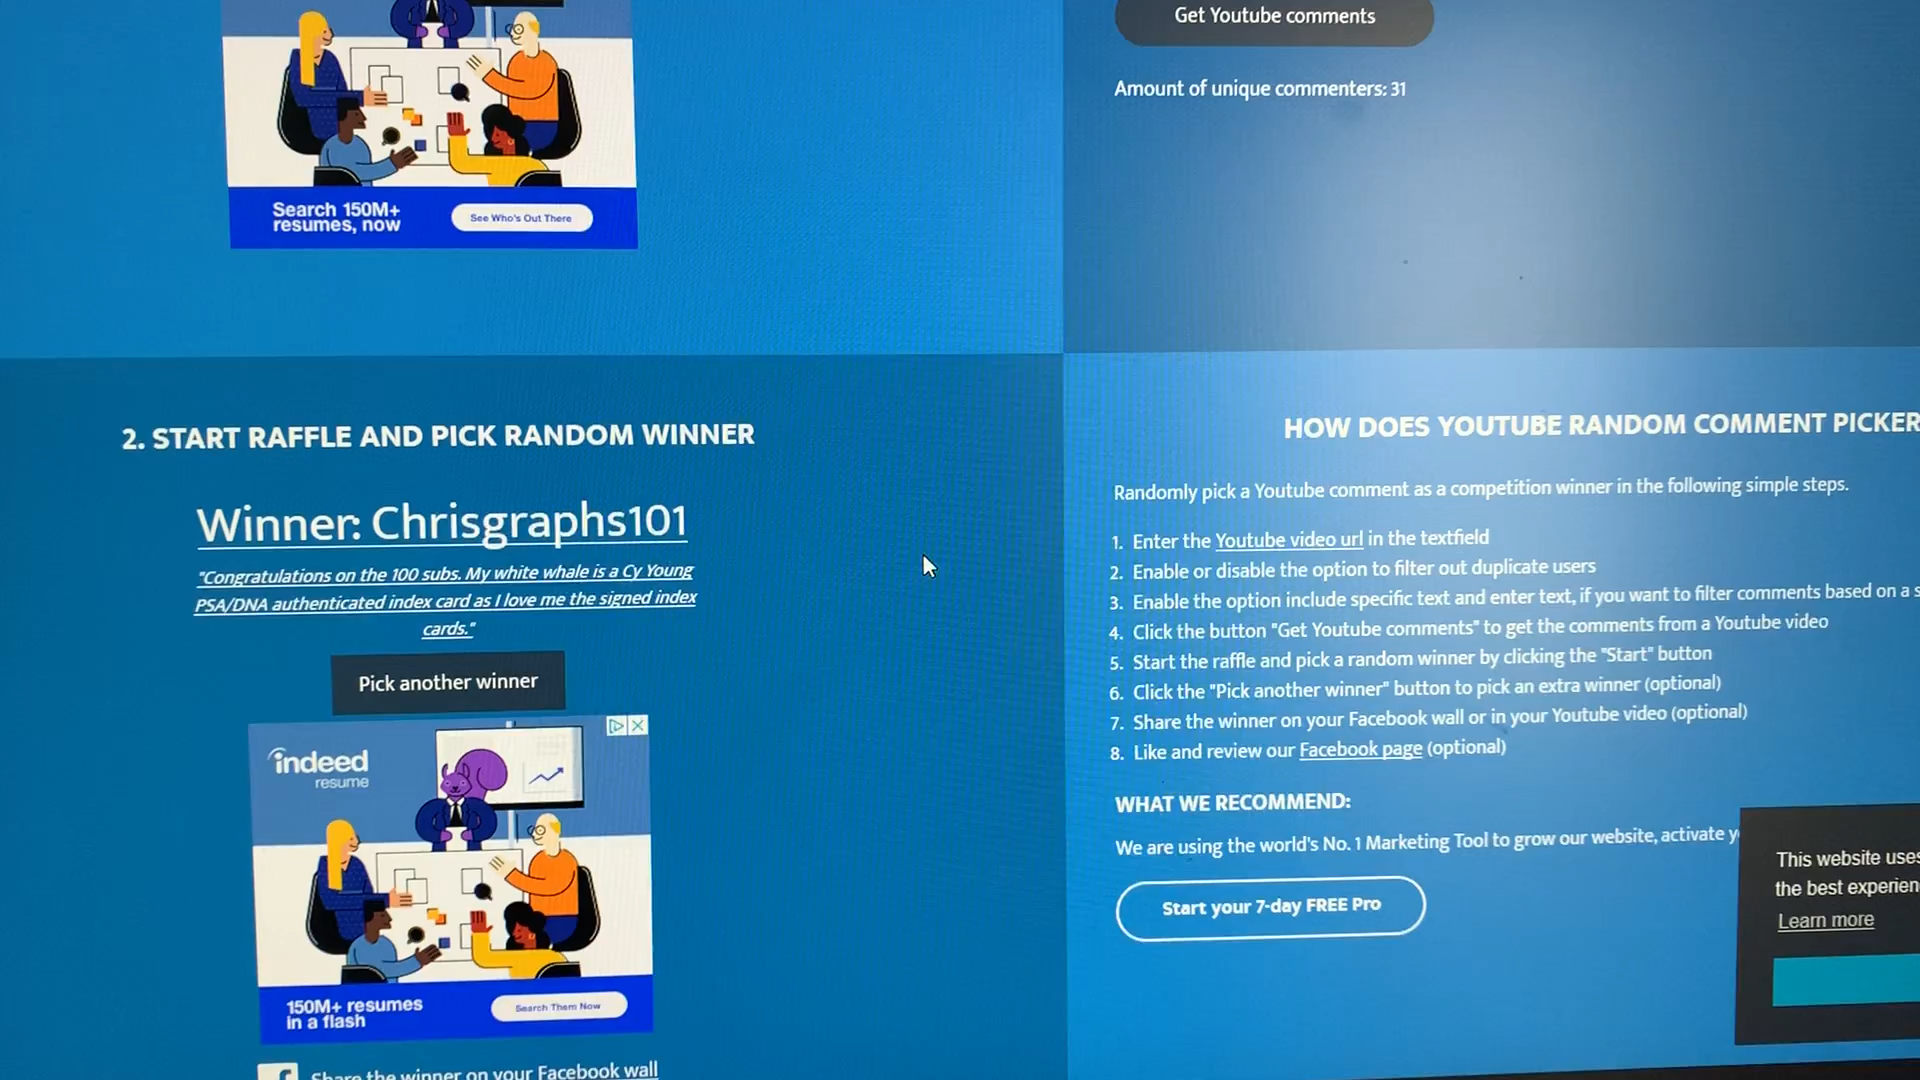 Get Youtube comments
Amount of unique commenters: 31
Search 150M+
resumes, now
See Who's Out There
2. START RAFFLE AND PICK RANDOM WINNER
Winner: Chrisgraphs101
"Congratulations on the 100 subs. My white whale is a Cy Young
PSA/DNA authenticated index card as I love me the signed index
cards."
Pick another winner
indeed
resume
150M+ resumes
in a flash
Search Them Now
Share the winner on your Facebook wall
HOW DOES YOUTUBE RANDOM COMMENT PICKER
Randomly pick a Youtube comment as a competition winner in the following simple steps.
1. Enter the Youtube video url in the textfield
2. Enable or disable the option to filter out duplicate users
3. Enable the option include specific text and enter text, if you want to filter comments based on a s
4. Click the button "Get Youtube comments" to get the comments from a Youtube video
5. Start the raffle and pick a random winner by clicking the "Start" button
6. Click the "Pick another winner" button to pick an extra winner (optional)
7. Share the winner on your Facebook wall or in your Youtube video (optional)
8. Like and review our Facebook page (optional)
WHAT WE RECOMMEND:
We are using the world's No. 1 Marketing Tool to grow our website, activate y
Start your 7-day FREE Pro
This website uses
the best experien
Learn more